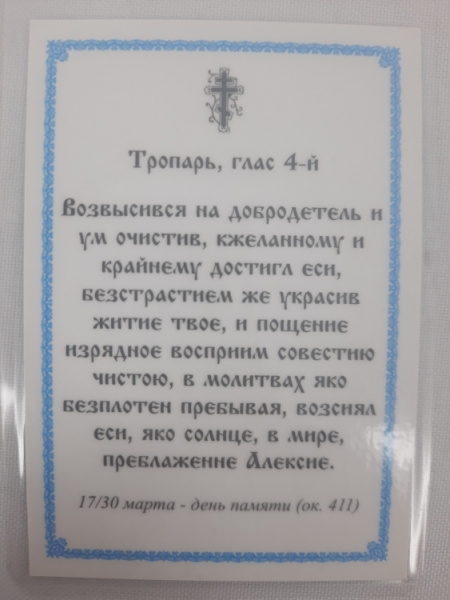 Тропарь, глас 4-й
Возвысився на добродетель и
ум очистив, кжеланному и
крайнему достигл еси,
безстрастием же украсив
житие твое, и пощение
изрядное восприим совестию
чистою, в молитвах яко
безплотен пребывая, возсиял
еси, яко солнце, в мире,
преблажение Алексие.
17/30 марта - день памяти (ок. 411)